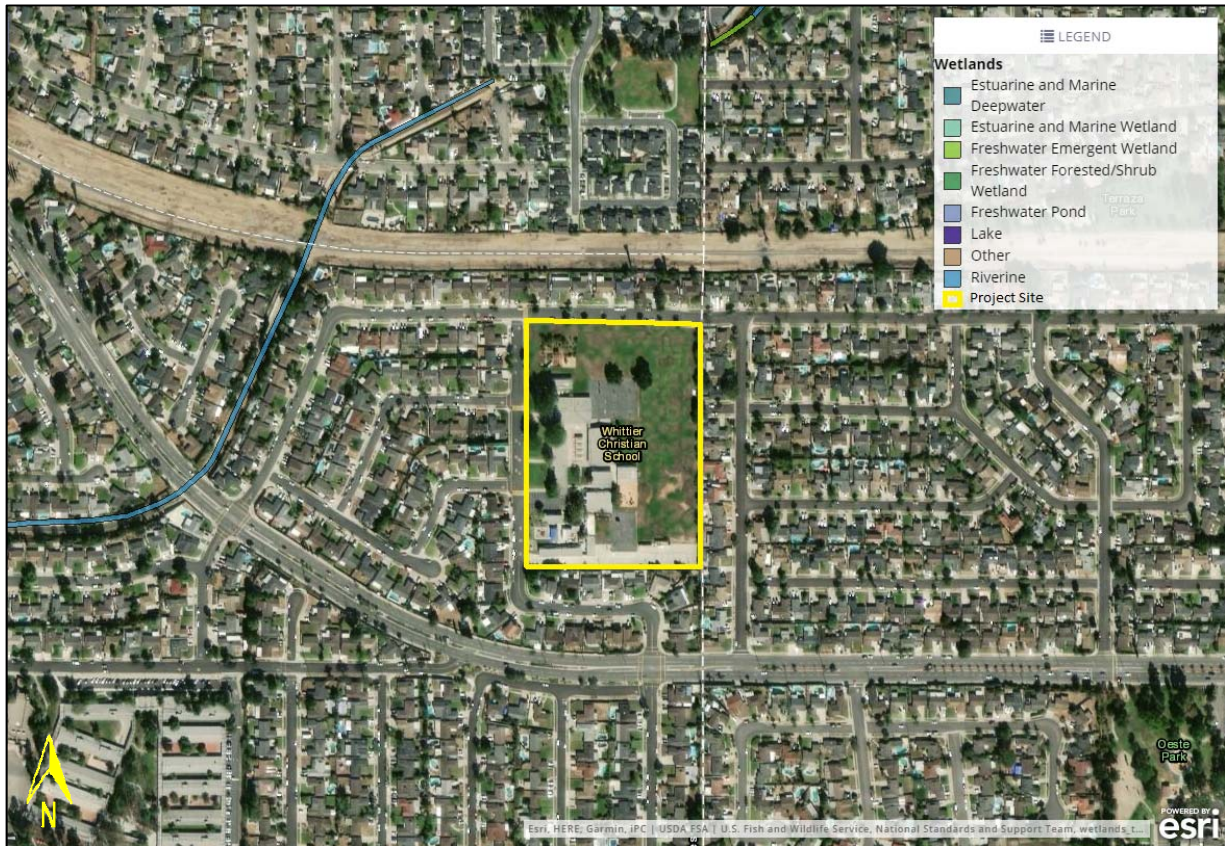 LEGEND
Wetlands
Estuarine and Marine
Deepwater
Estuarine and Marine Wetland
Freshwater Emergent Wetland
Freshwater Forested/Shrub
Wetland
Freshwater Pond
Lake
Other
Riverine
Project Site
Terraza
Park
Whittier
Christian
School
Oeste
Park
N
Esri, HERE, Garmin, iPC | USDA FSA | U.S. Fish and Wildlife Service, National Standards and Support Team, wetlands_t...
POWERED BY
esri